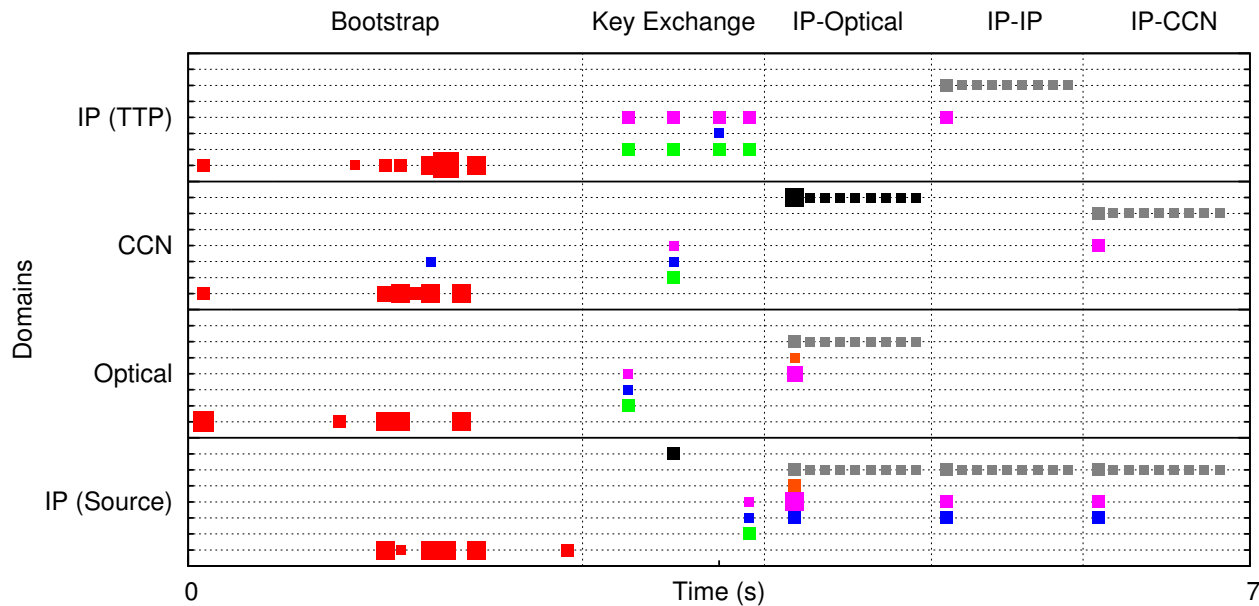 Bootstrap Key Exchange IP-Optical IP-IP IP-CCN
IP (TTP)
CCN
Domains
Optical
IP (Source)
0 Time (s) 7